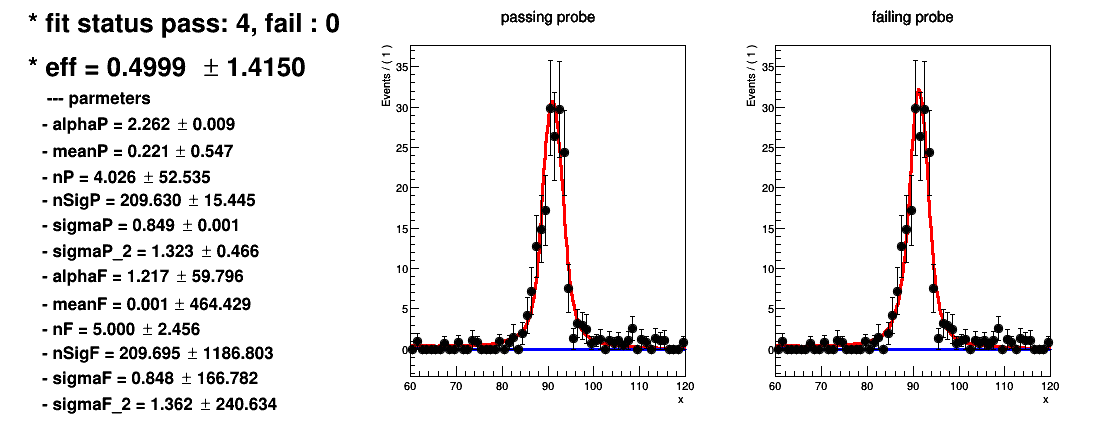 * fit status pass: 4, fail : 0
* eff = 0.4999 ± 1.4150
--- parmeters
- alphaP = 2.262 ± 0.009
- meanP = 0.221 ± 0.547
- nP = 4.026 ± 52.535
- nSigP = 209.630 ± 15.445
- sigmaP = 0.849 ± 0.001
- sigmaP_2 = 1.323 ± 0.466
- alphaF = 1.217 ± 59.796
- meanF = 0.001 ± 464.429
- nF = 5.000 ± 2.456
- nSigF = 209.695 ± 1186.803
- sigmaF = 0.848 ± 166.782
- sigmaF_2 = 1.362 ± 240.634
passing probe
Events / ( 1 )
35
30
25
20
15
10
5
0
60 70 80 90 100 110 120
x
failing probe
Events / ( 1 )
35
30
25
20
15
10
5
0
60 70 80 90 100 110 120
x